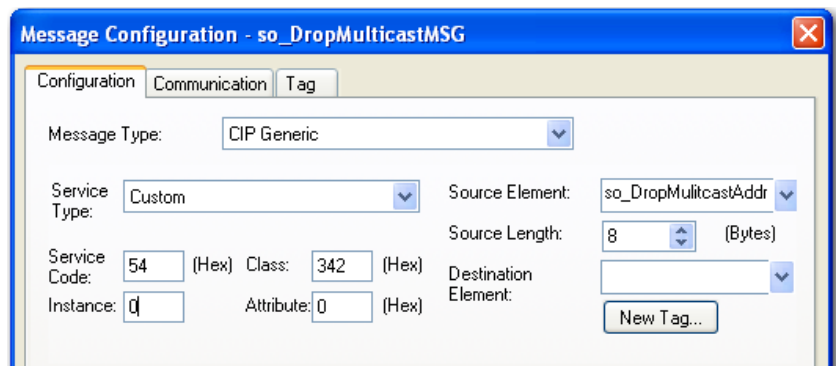 Message Configuration - so_DropMulticastMSG
Configuration Communication Tag
Message Type: CIP Generic
Service Type: Custom
Source Element: so_DropMulitcastAddr
Source Length: 8 (Bytes)
Service Code: 54 (Hex) Class: 342 (Hex)
Destination Element:
Instance: 0 Attribute: 0 (Hex)
New Tag...